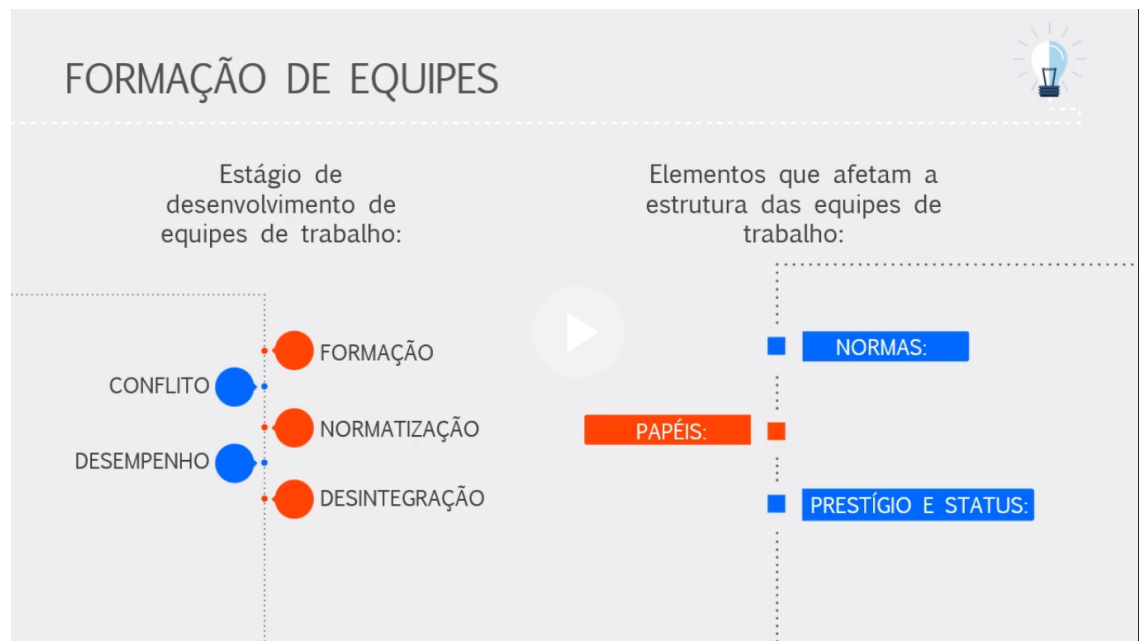 FORMAÇÃO DE EQUIPES
Estágio de
desenvolvimento de
equipes de trabalho:
FORMAÇÃO
CONFLITO
NORMATIZAÇÃO
DESEMPENHO
DESINTEGRAÇÃO
Elementos que afetam a
estrutura das equipes de
trabalho:
NORMAS:
PAPÉIS:
PRESTÍGIO E STATUS: